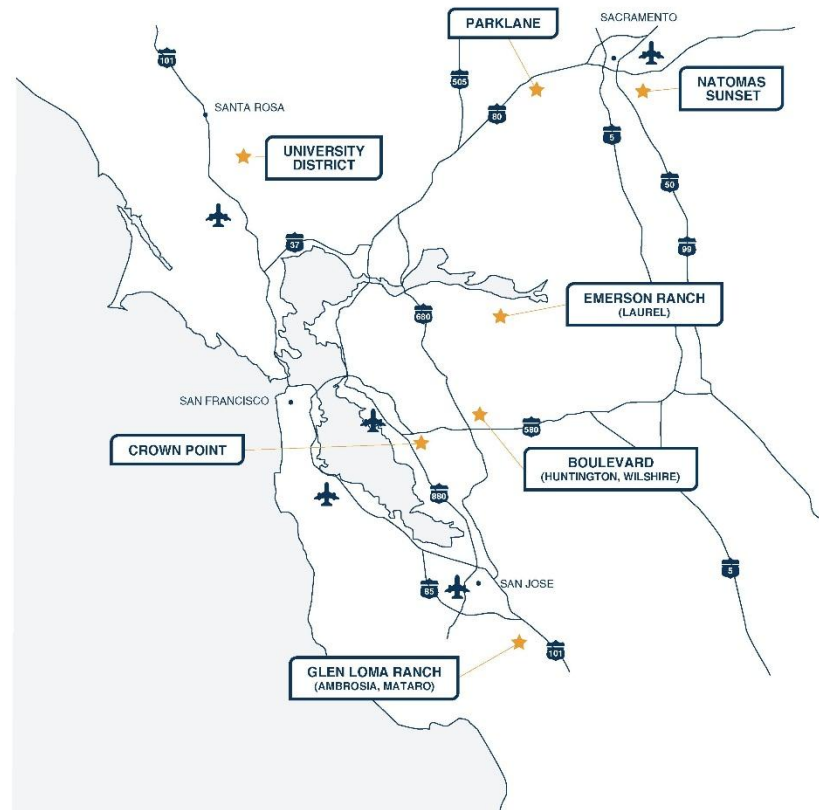 PARKLANE
SACRAMENTO
101
505
NATOMAS
SUNSET
80
SANTA ROSA
5
UNIVERSITY
DISTRICT
50
37
99
EMERSON RANCH
(LAUREL)
680
SAN FRANCISCO
580
CROWN POINT
BOULEVARD
(HUNTINGTON, WILSHIRE)
880
5
85
SAN JOSE
101
GLEN LOMA RANCH
(AMBROSIA, MATARO)